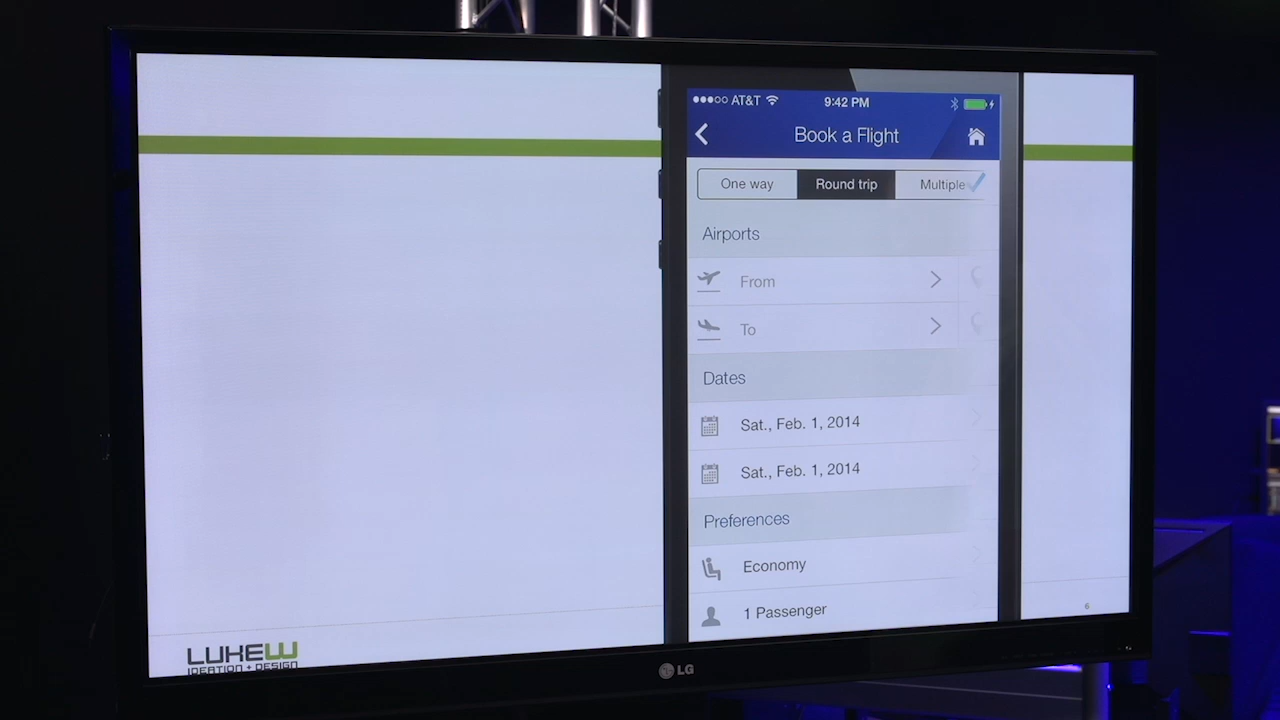 AT&T 9:42 PM
Book a Flight
One way Round trip Multiple
Airports
From
To
Dates
Sat., Feb. 1, 2014
Sat., Feb. 1, 2014
Preferences
Economy
1 Passenger
6
LUKEW
IDEATION + DESIGN
LG